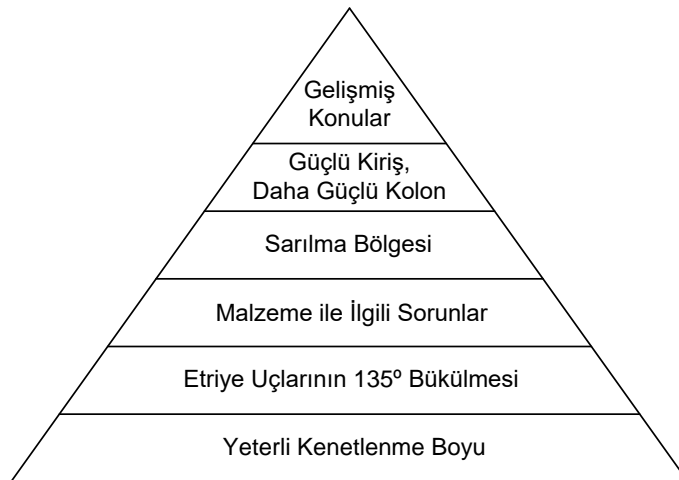 Gelişmiş
Konular
Güçlü Kiriş,
Daha Güçlü Kolon
Sarılma Bölgesi
Malzeme ile İlgili Sorunlar
Etriye Uçlarının 135º Bükülmesi
Yeterli Kenetlenme Boyu